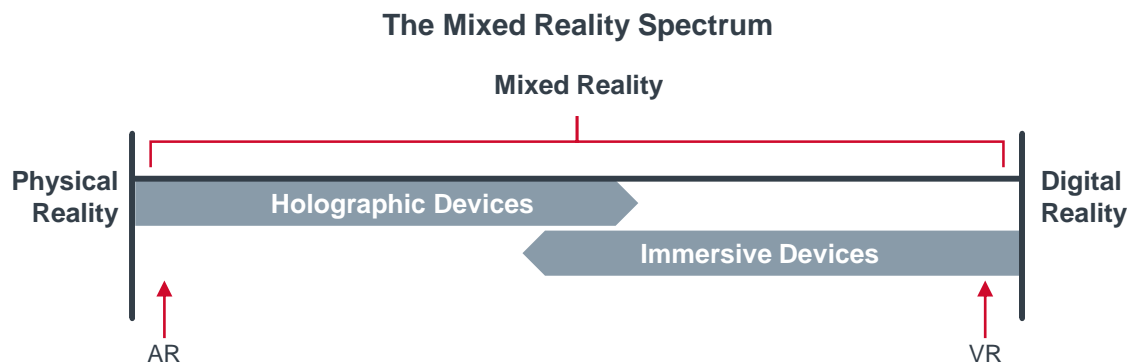 The Mixed Reality Spectrum
Mixed Reality
Physical
Reality
Digital
Reality
Holographic Devices
Immersive Devices
AR
VR